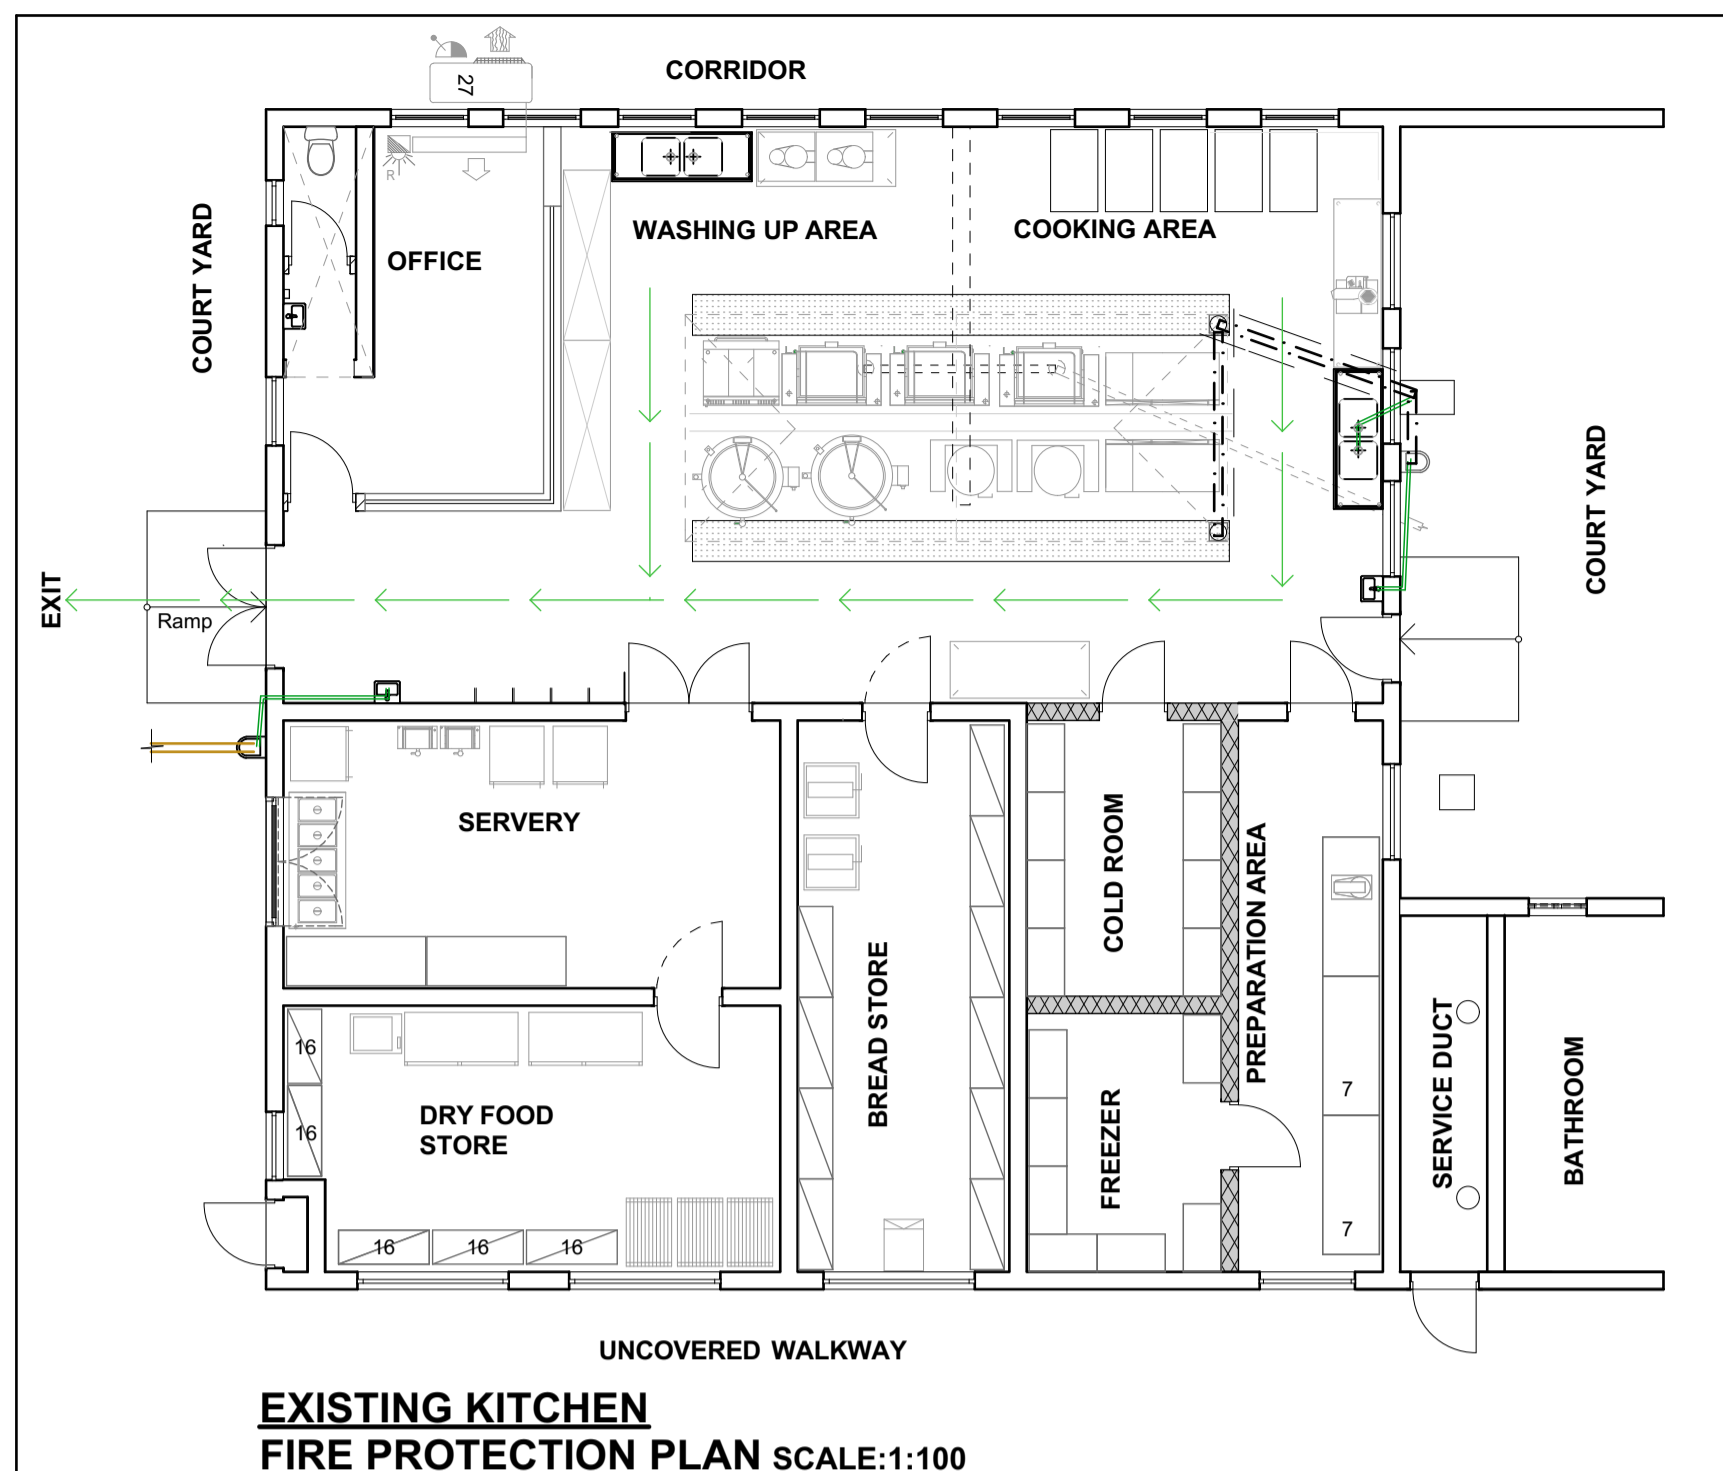 CORRIDOR
27
R
COURT YARD
OFFICE
WASHING UP AREA
COOKING AREA
COURT YARD
EXIT
Ramp
SERVERY
COLD ROOM
PREPARATION AREA
BREAD STORE
16
16
DRY FOOD
STORE
FREEZER
7
7
SERVICE DUCT
BATHROOM
16
16
16
UNCOVERED WALKWAY
EXISTING KITCHEN
FIRE PROTECTION PLAN SCALE:1:100